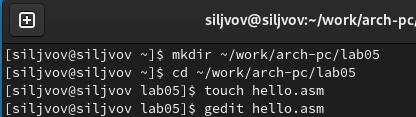 siljvov@siljvov:~/work/arch-pc/
[siljvov@siljvov ~]$ mkdir ~/work/arch-pc/lab05
[siljvov@siljvov ~]$ cd ~/work/arch-pc/lab05
[siljvov@siljvov lab05]$ touch hello.asm
[siljvov@siljvov lab05]$ gedit hello.asm